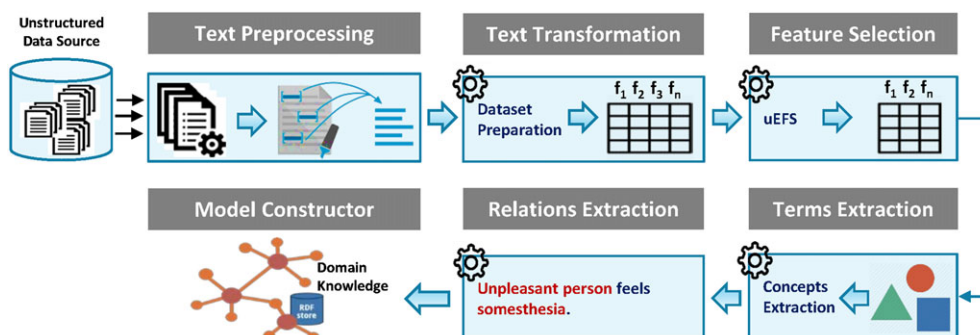 Unstructured
Data Source
Text Preprocessing
Text Transformation
Feature Selection
Dataset
Preparation
f1 f2 f3 fn
uEFS
f1 f2 fn
Model Constructor
Relations Extraction
Terms Extraction
Domain
Knowledge
RDF
store
Unpleasant person feels
somesthesia.
Concepts
Extraction